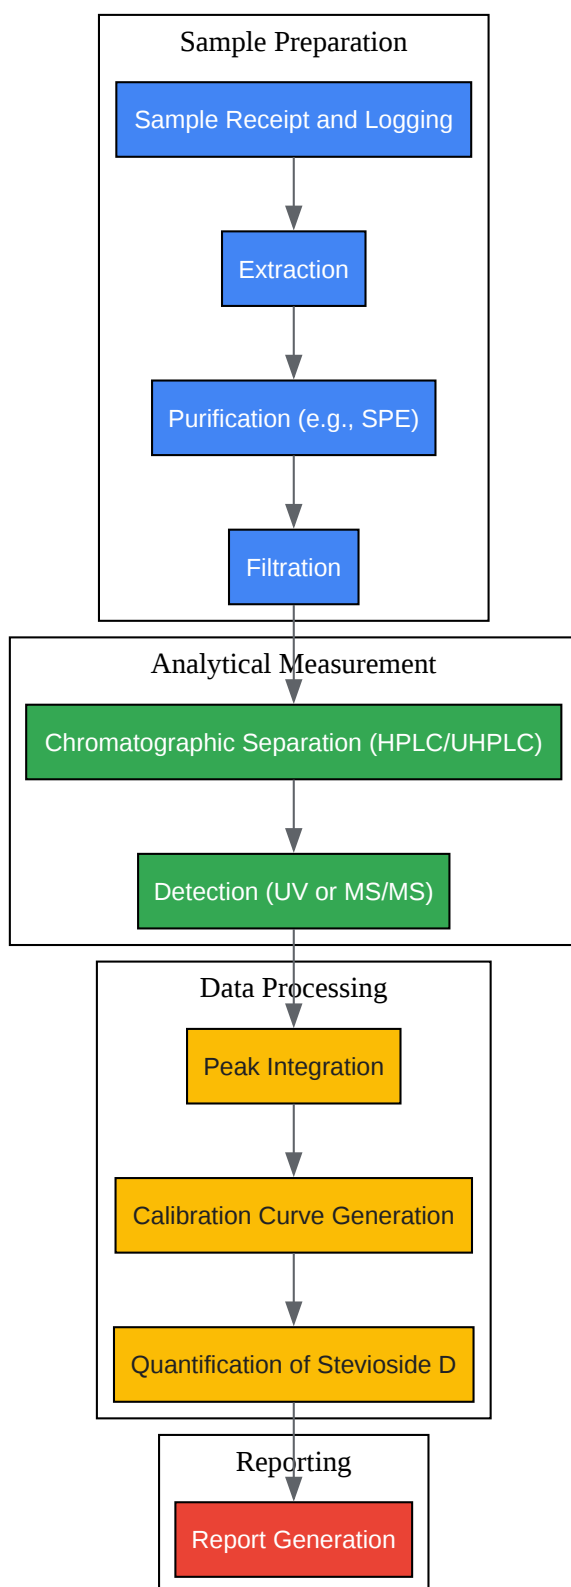 Sample Preparation
Sample Receipt and Logging
Extraction
Purification (e.g., SPE)
Filtration
Analytical Measurement
Chromatographic Separation (HPLC/UHPLC)
Detection (UV or MS/MS)
Data Processing
Peak Integration
Calibration Curve Generation
Quantification of Stevioside D
Reporting
Report Generation